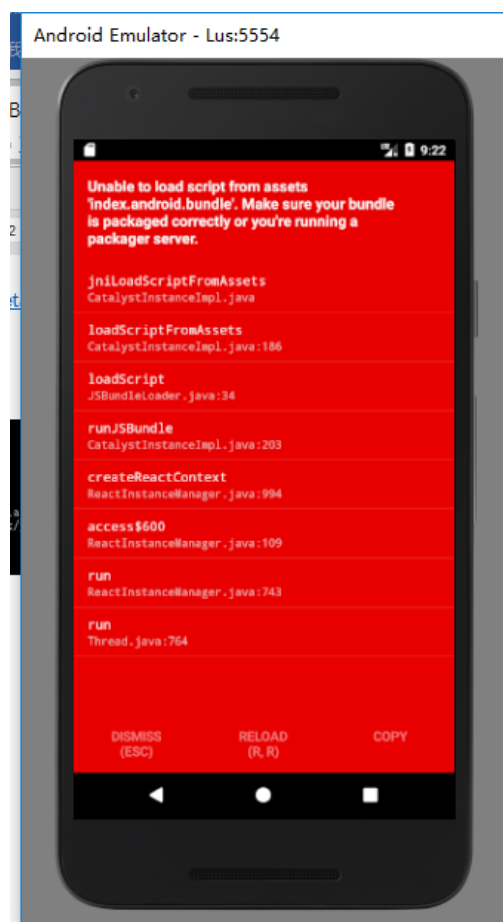 Android Emulator - Lus:5554
9:22
Unable to load script from assets
'index.android.bundle'. Make sure your bundle
is packaged correctly or you're running a
packager server.
jniLoadScriptFromAssets
CatalystInstanceImpl.java
loadScriptFromAssets
CatalystInstanceImpl.java:186
loadScript
JSBundleLoader.java:34
runJSBundle
CatalystInstanceImpl.java:203
createReactContext
ReactInstanceManager.java:994
access$600
ReactInstanceManager.java:109
run
ReactInstanceManager.java:743
run
Thread.java:764
DISMISS
(ESC)
RELOAD
(R, R)
COPY